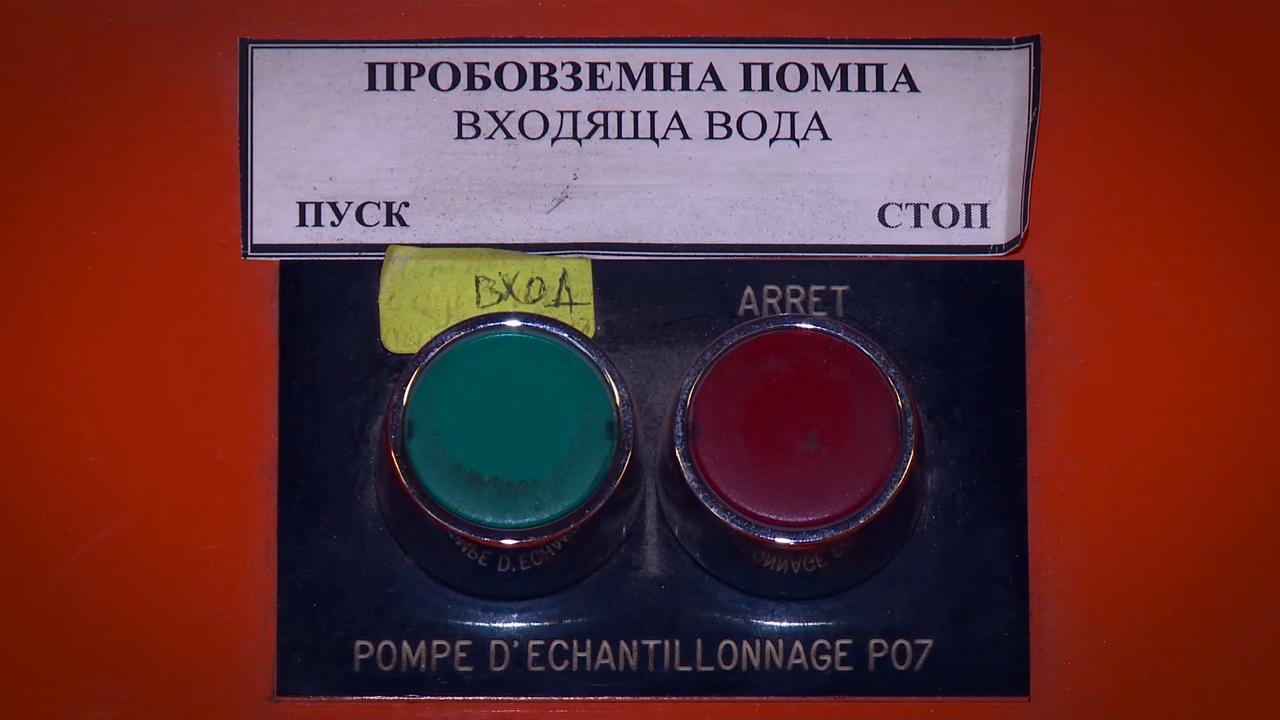 ПРОБОВЗЕМНА ПОМПА
ВХОДЯЩА ВОДА
ПУСК СТОП
ВХОД
ARRET
POMPE D'ECHANTILLONNAGE P07